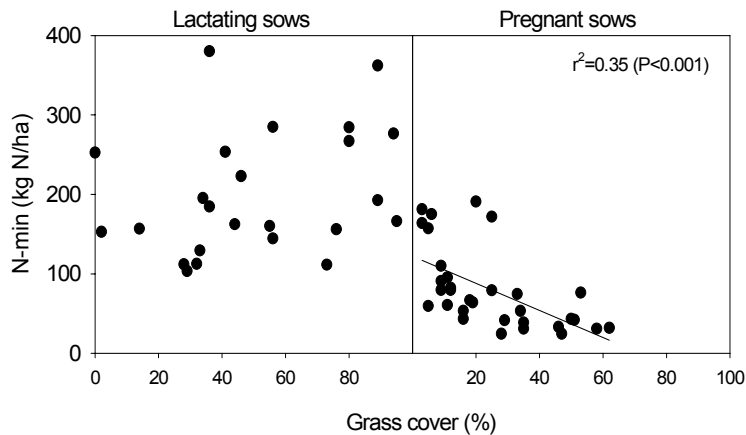 Lactating sows Pregnant sows
400
r²=0.35 (P<0.001)
300
N-min (kg N/ha)
200
100
0
0 20 40 60 80 20 40 60 80 100
Grass cover (%)